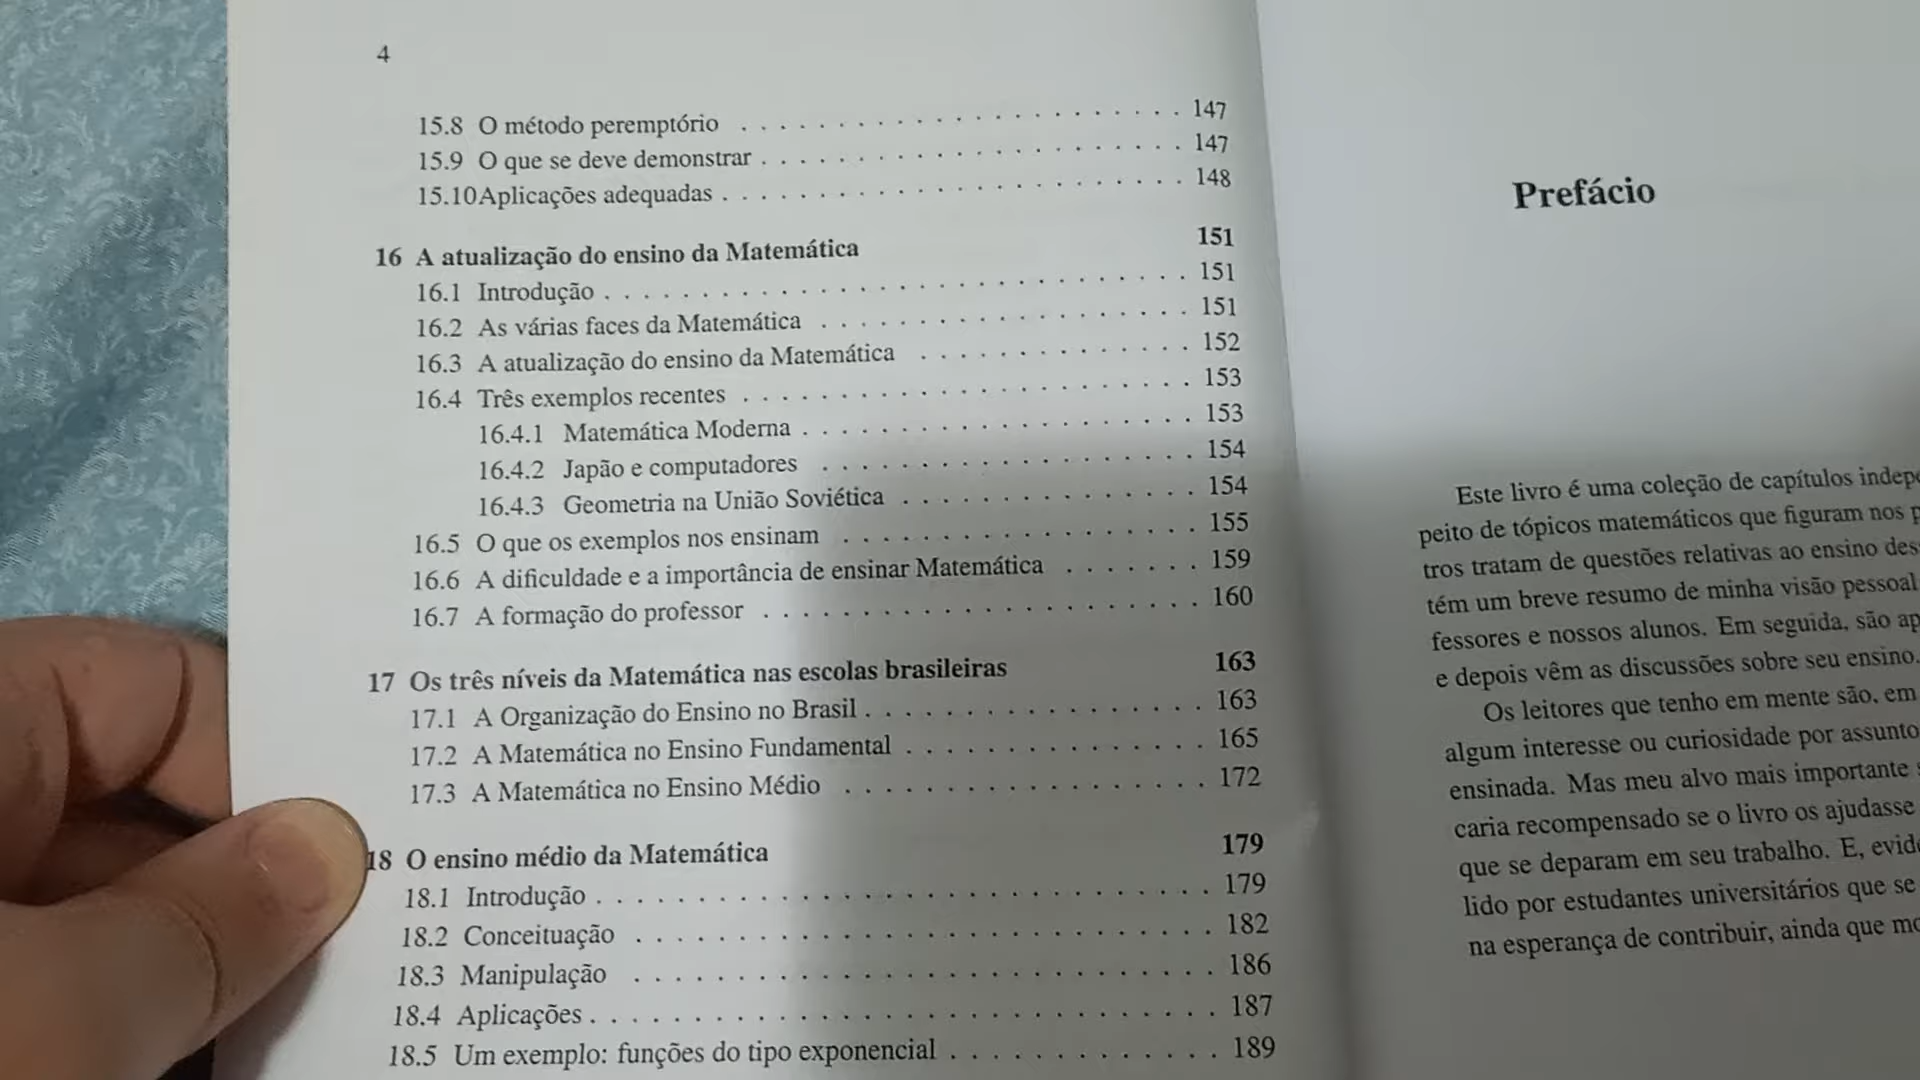 4
15.8 O método peremptório . . . . . . . . . . . . . . . . . . . . . . . 147
15.9 O que se deve demonstrar . . . . . . . . . . . . . . . . . . . . . . 147
15.10Aplicações adequadas . . . . . . . . . . . . . . . . . . . . . . . . 148
16 A atualização do ensino da Matemática 151
16.1 Introdução . . . . . . . . . . . . . . . . . . . . . . . . . . . . . . 151
16.2 As várias faces da Matemática . . . . . . . . . . . . . . . . . . . 151
16.3 A atualização do ensino da Matemática . . . . . . . . . . . . . . 152
16.4 Três exemplos recentes . . . . . . . . . . . . . . . . . . . . . . . 153
16.4.1 Matemática Moderna . . . . . . . . . . . . . . . . . . . . 153
16.4.2 Japão e computadores . . . . . . . . . . . . . . . . . . . 154
16.4.3 Geometria na União Soviética . . . . . . . . . . . . . . . 154
16.5 O que os exemplos nos ensinam . . . . . . . . . . . . . . . . . . 155
16.6 A dificuldade e a importância de ensinar Matemática . . . . . . . 159
16.7 A formação do professor . . . . . . . . . . . . . . . . . . . . . . 160
17 Os três níveis da Matemática nas escolas brasileiras 163
17.1 A Organização do Ensino no Brasil . . . . . . . . . . . . . . . . 163
17.2 A Matemática no Ensino Fundamental . . . . . . . . . . . . . . 165
17.3 A Matemática no Ensino Médio . . . . . . . . . . . . . . . . . 172
18 O ensino médio da Matemática 179
18.1 Introdução . . . . . . . . . . . . . . . . . . . . . . . . . . . . . 179
18.2 Conceituação . . . . . . . . . . . . . . . . . . . . . . . . . . . 182
18.3 Manipulação . . . . . . . . . . . . . . . . . . . . . . . . . . . 186
18.4 Aplicações . . . . . . . . . . . . . . . . . . . . . . . . . . . . . 187
18.5 Um exemplo: funções do tipo exponencial . . . . . . . . . . . . 189
Prefácio
Este livro é uma coleção de capítulos
peito de tópicos matemáticos que figuram nos
tros tratam de questões relativas ao ensino
tém um breve resumo de minha visão pessoal
fessores e nossos alunos. Em seguida, são
e depois vêm as discussões sobre seu ensino.
Os leitores que tenho em mente são, em
algum interesse ou curiosidade por
ensinada. Mas meu alvo mais importante
caria recompensado se o livro os ajudasse
que se deparam em seu trabalho. E,
lido por estudantes universitários que se
na esperança de contribuir, ainda que